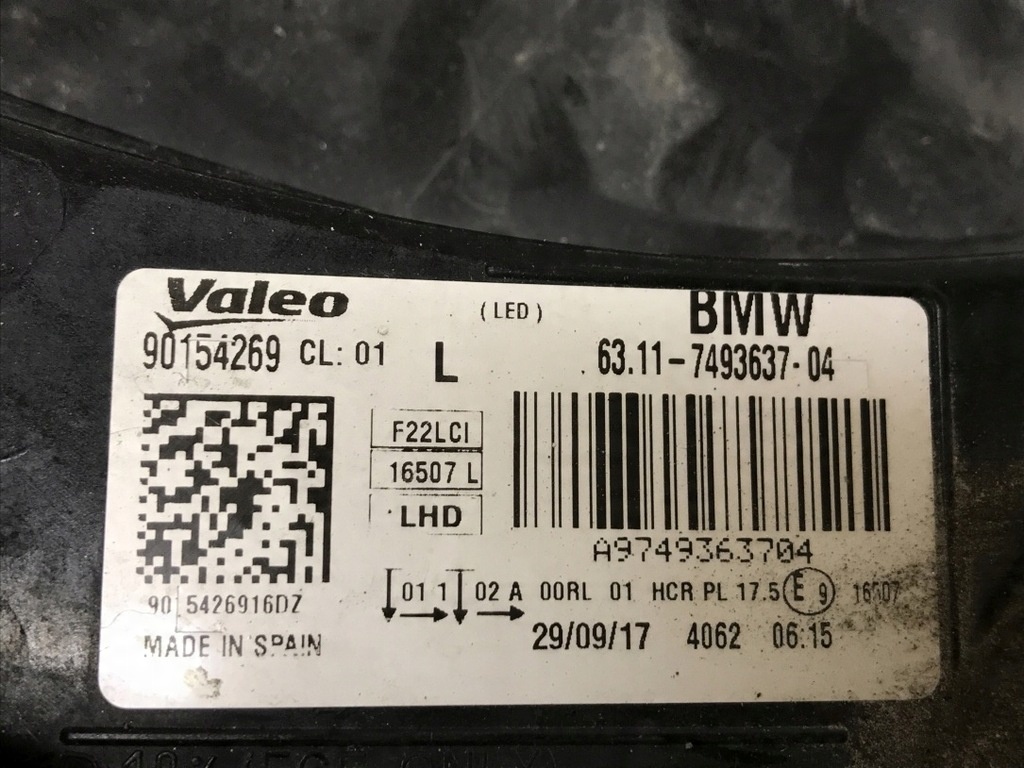 Valeo (LED) BMW
90154269 CL: 01 L 63.11-7493637-04
F22LCI
16507 L
LHD
A9749363704
01 1 02 A 00RL 01 HCR PL 17.5 E 9 16507
90 5426916DZ
MADE IN SPAIN 29/09/17 4062 06:15